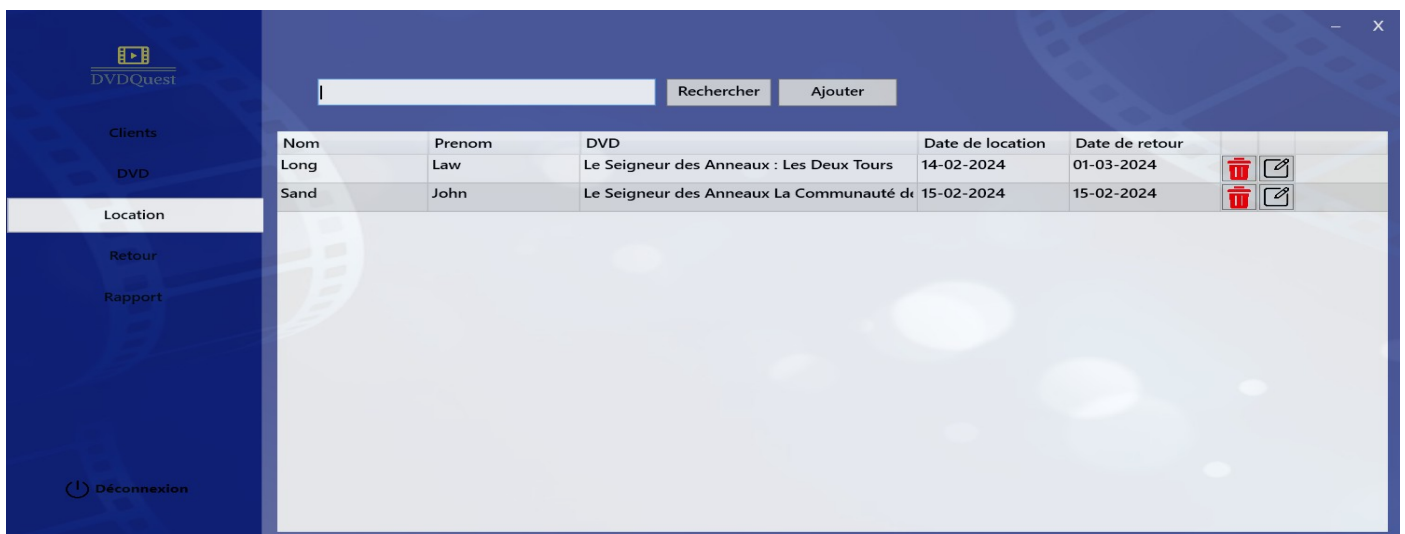 – X
DVDQuest
Rechercher Ajouter
Clients
DVD
Location
Retour
Rapport
Déconnexion
Nom Prenom DVD Date de location Date de retour
Long Law Le Seigneur des Anneaux : Les Deux Tours 14-02-2024 01-03-2024
Sand John Le Seigneur des Anneaux La Communauté de 15-02-2024 15-02-2024